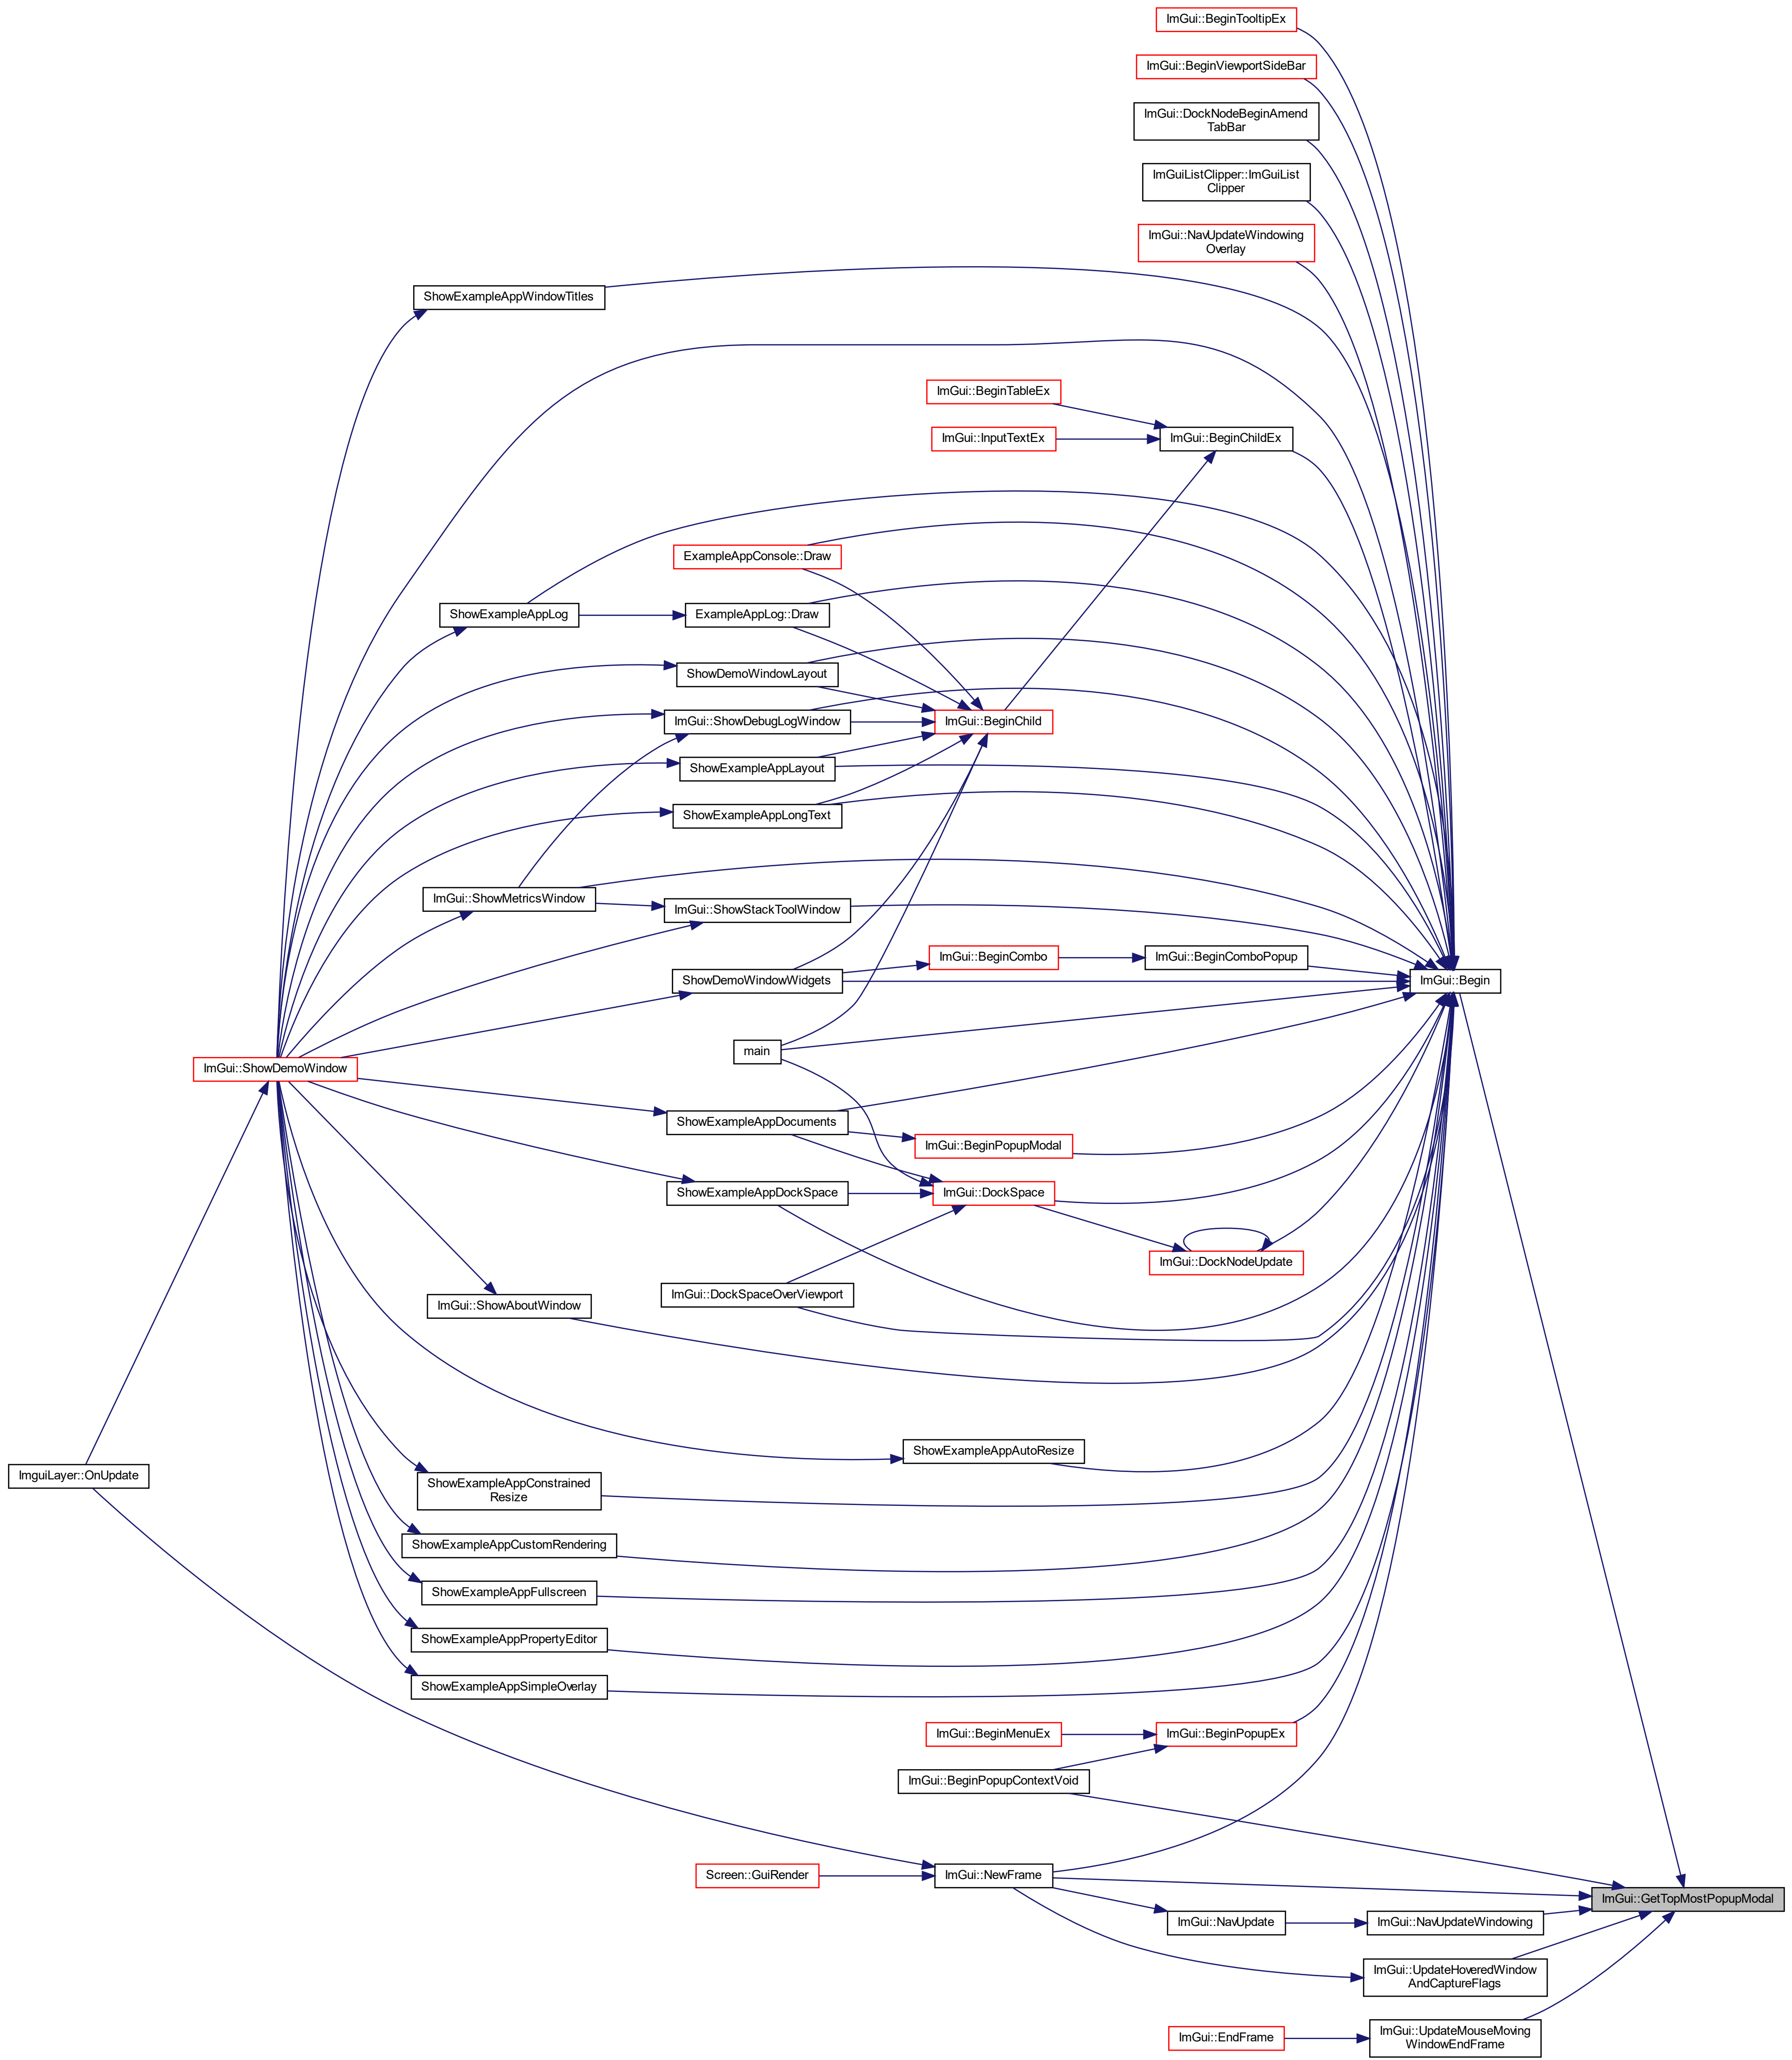 ImGui::BeginTooltipEx
ImGui::BeginViewportSideBar
ImGui::DockNodeBeginAmend
TabBar
ImGuiListClipper::ImGuiList
Clipper
ImGui::NavUpdateWindowing
Overlay
ShowExampleAppWindowTitles
ImGui::BeginTableEx
ImGui::InputTextEx
ImGui::BeginChildEx
ExampleAppConsole::Draw
ShowExampleAppLog
ExampleAppLog::Draw
ShowDemoWindowLayout
ImGui::ShowDebugLogWindow
ImGui::BeginChild
ShowExampleAppLayout
ShowExampleAppLongText
ImGui::ShowMetricsWindow
ImGui::ShowStackToolWindow
ImGui::BeginCombo
ImGui::BeginComboPopup
ShowDemoWindowWidgets
ImGui::Begin
main
ImGui::ShowDemoWindow
ShowExampleAppDocuments
ImGui::BeginPopupModal
ShowExampleAppDockSpace
ImGui::DockSpace
ImGui::DockNodeUpdate
ImGui::DockSpaceOverViewport
ImGui::ShowAboutWindow
ShowExampleAppAutoResize
ImguiLayer::OnUpdate
ShowExampleAppConstrained
Resize
ShowExampleAppCustomRendering
ShowExampleAppFullscreen
ShowExampleAppPropertyEditor
ShowExampleAppSimpleOverlay
ImGui::BeginMenuEx
ImGui::BeginPopupEx
ImGui::BeginPopupContextVoid
Screen::GuiRender
ImGui::NewFrame
ImGui::GetTopMostPopupModal
ImGui::NavUpdate
ImGui::NavUpdateWindowing
ImGui::UpdateHoveredWindow
AndCaptureFlags
ImGui::EndFrame
ImGui::UpdateMouseMoving
WindowEndFrame